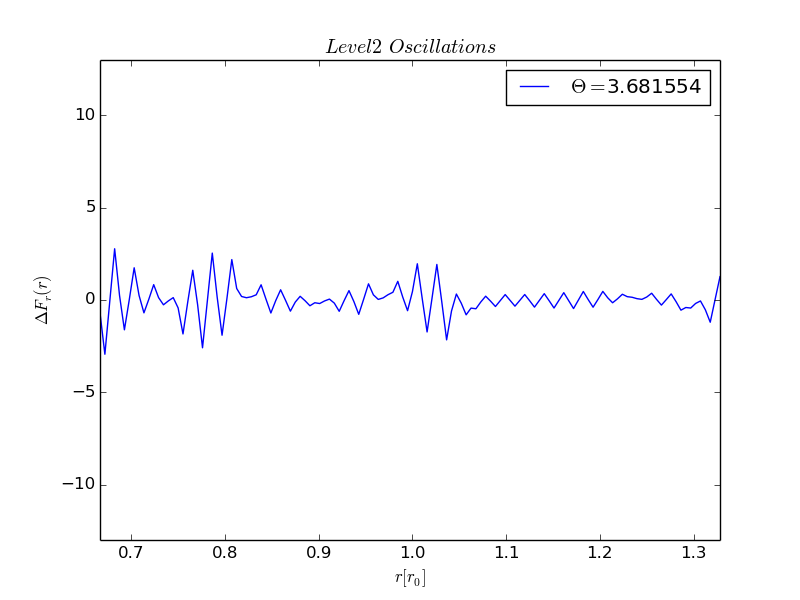 Level2 Oscillations
Θ = 3.681554
10
5
0
−5
−10
ΔF_r(r)
0.7 0.8 0.9 1.0 1.1 1.2 1.3
r[r_0]